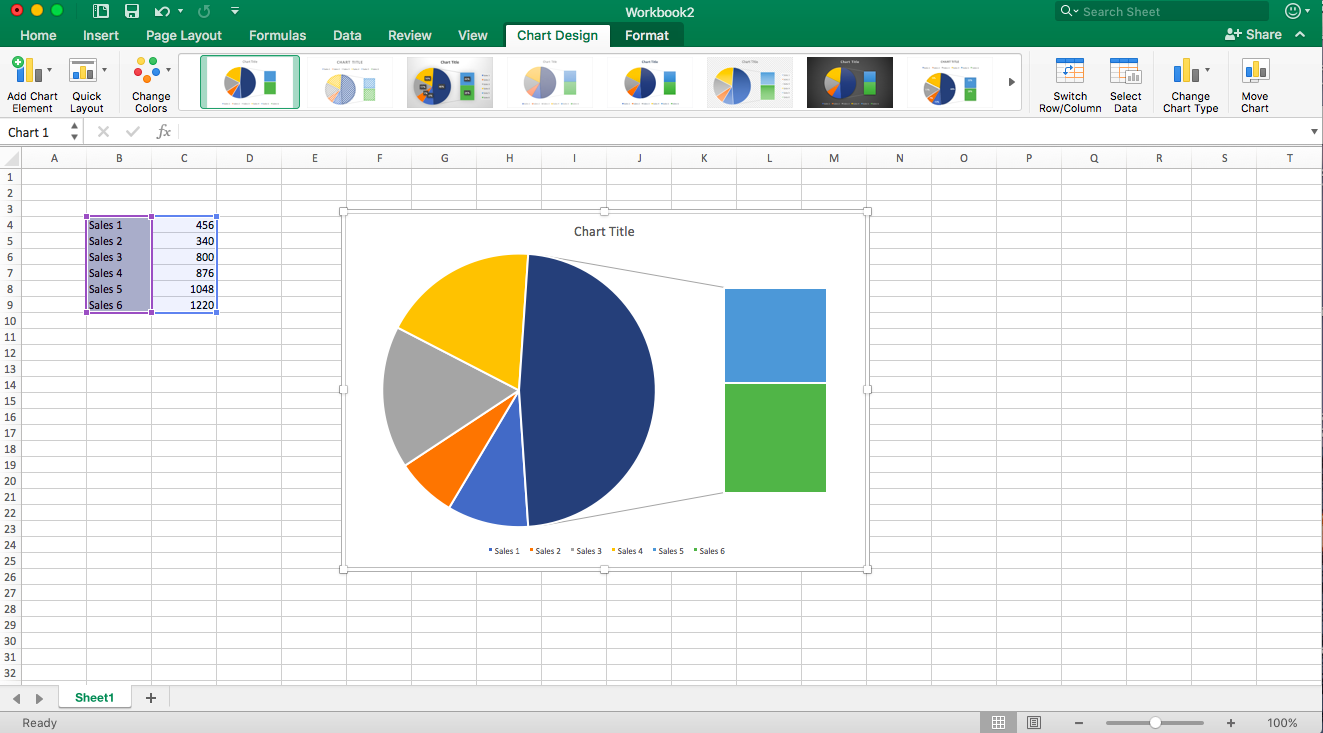 Workbook2
Search Sheet
Home Insert Page Layout Formulas Data Review View Chart Design Format Share
Add Chart Element
Quick Layout
Change Colors
Switch Row/Column
Select Data
Change Chart Type
Move Chart
Chart 1 fx
A B C D E F G H I J K L M N O P Q R S T
1
2
3
4 Sales 1 456
5 Sales 2 340
6 Sales 3 800
7 Sales 4 876
8 Sales 5 1048
9 Sales 6 1220
10
11
12
13
14
15
16
17
18
19
20
21
22
23
24
25
26
27
28
29
30
31
32
Chart Title
Sales 1 Sales 2 Sales 3 Sales 4 Sales 5 Sales 6
Sheet1
Ready
100%